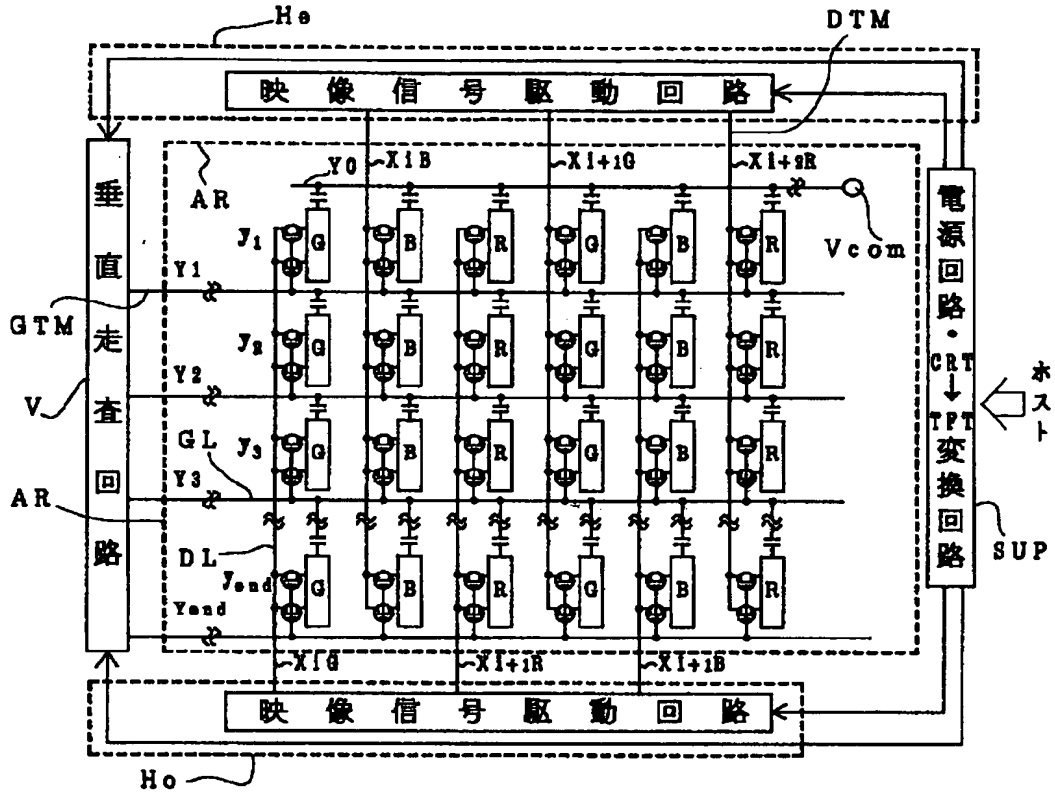 He
DTM
映像信号駆動回路
XiB
Xi+1G
Xi+2R
AR
Y0
Vcom
垂直走査回路
電源回路・CRT→TFT変換回路
ホスト
SUP
y1
G
B
R
G
B
R
Y1
GTM
y2
G
B
R
G
B
R
Y2
V
y3
G
B
R
G
B
R
GL
Y3
AR
DL
yend
G
B
R
G
B
R
Yend
XiG
Xi+1R
Xi+1B
映像信号駆動回路
Ho